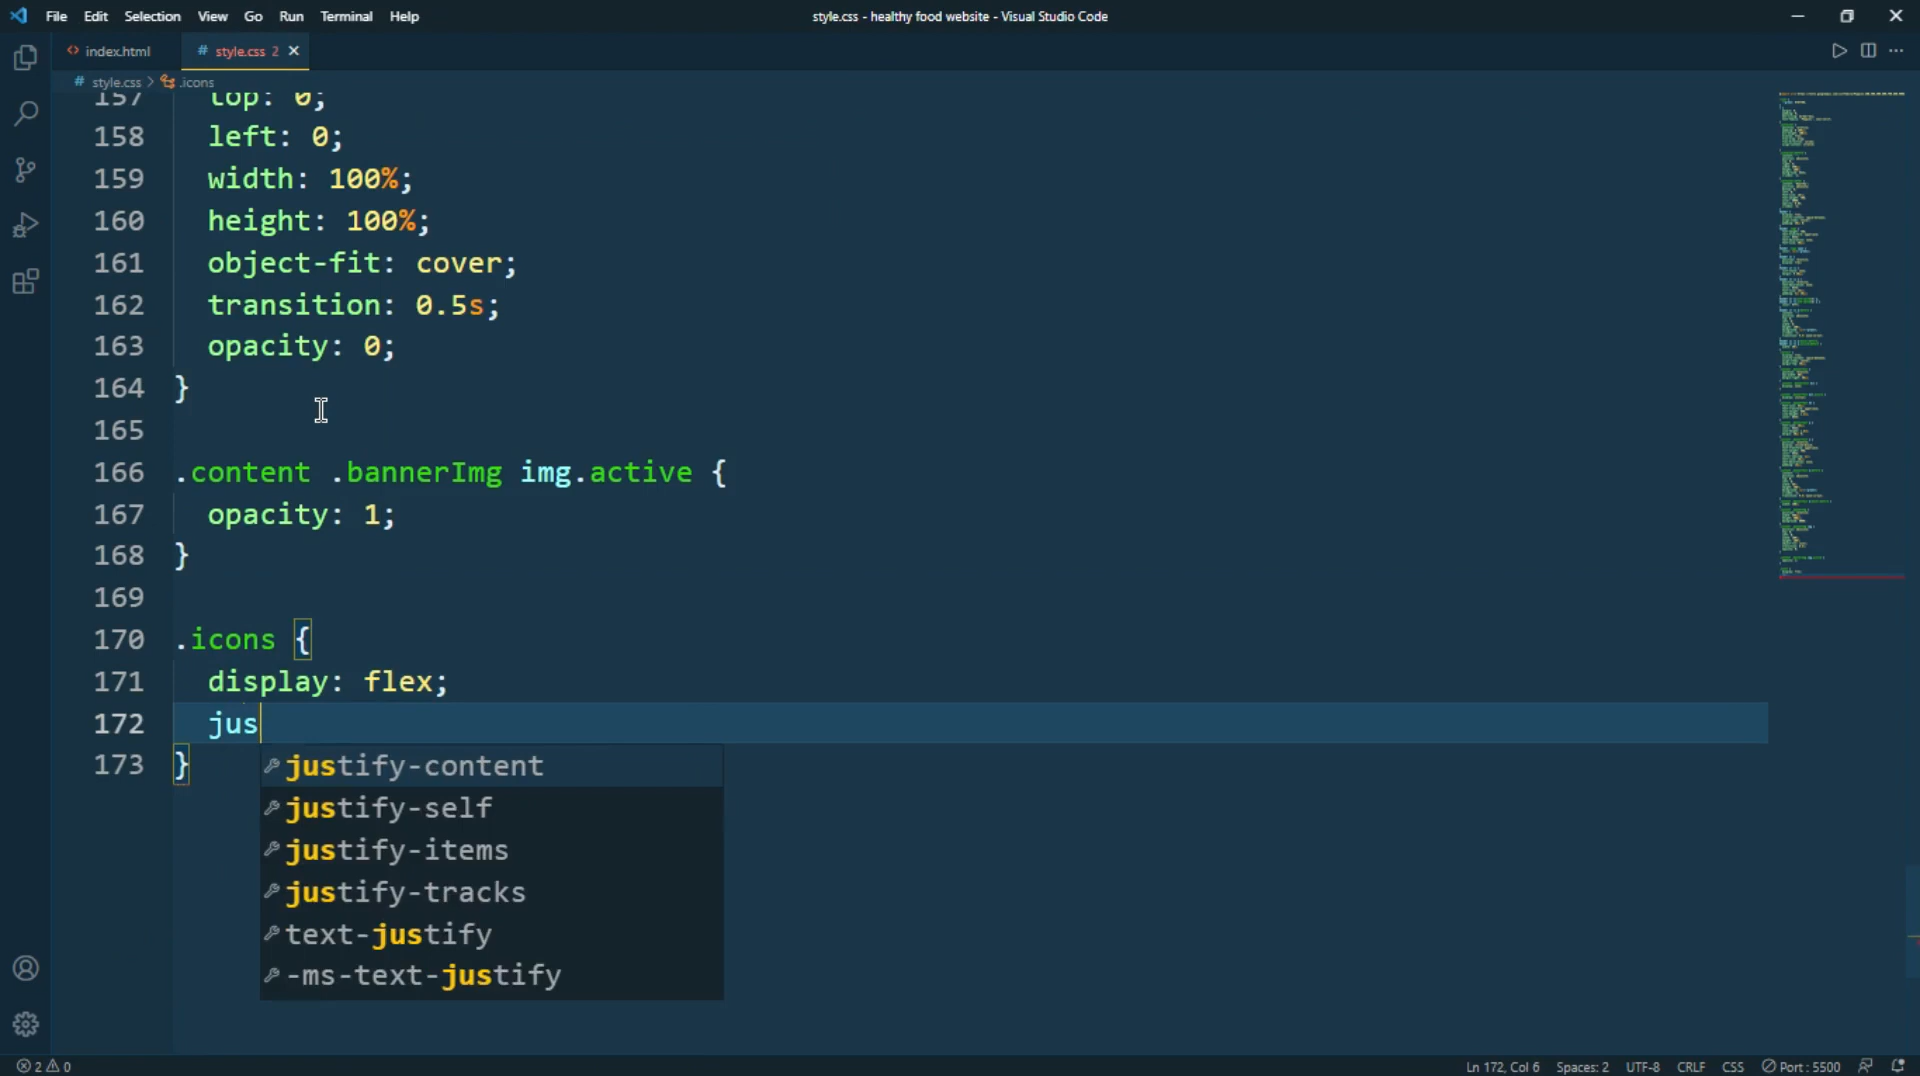 File Edit Selection View Go Run Terminal Help style.css - healthy food website - Visual Studio Code
index.html # style.css 2
# style.css > .icons
157 top: 0;
158 left: 0;
159 width: 100%;
160 height: 100%;
161 object-fit: cover;
162 transition: 0.5s;
163 opacity: 0;
164 }
165
166 .content .bannerImg img.active {
167 opacity: 1;
168 }
169
170 .icons {
171 display: flex;
172 jus
173 }
justify-content
justify-self
justify-items
justify-tracks
text-justify
-ms-text-justify
2 0 Ln 172, Col 6 Spaces: 2 UTF-8 CRLF CSS Port : 5500